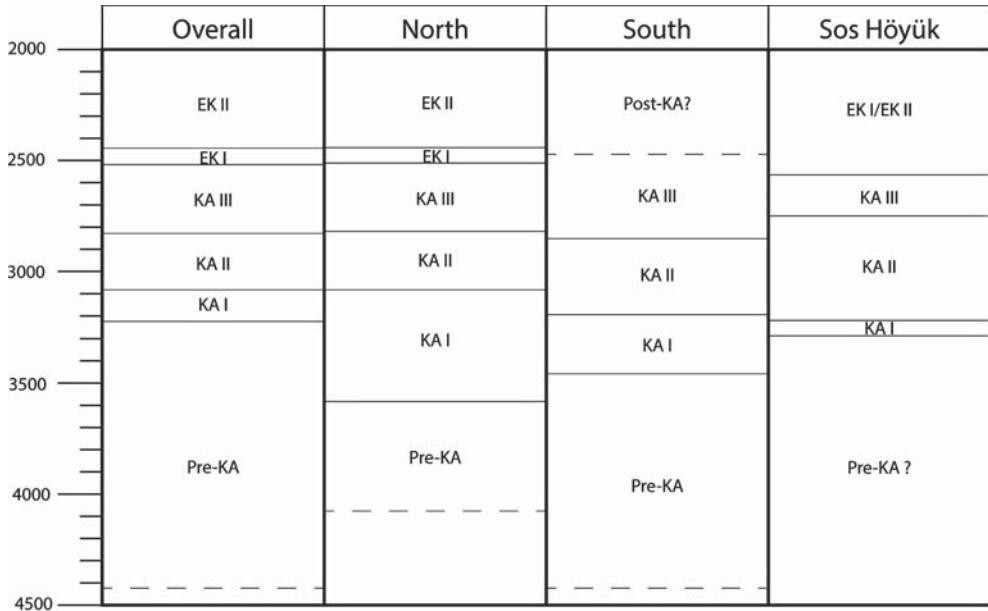 Overall North South Sos Höyük
2000
EK II EK II Post-KA? EK I/EK II
2500
EK I EK I
KA III KA III KA III KA III
3000
KA II KA II KA II KA II
KA I KA I KA I KA I
3500
Pre-KA Pre-KA Pre-KA Pre-KA ?
4000
4500